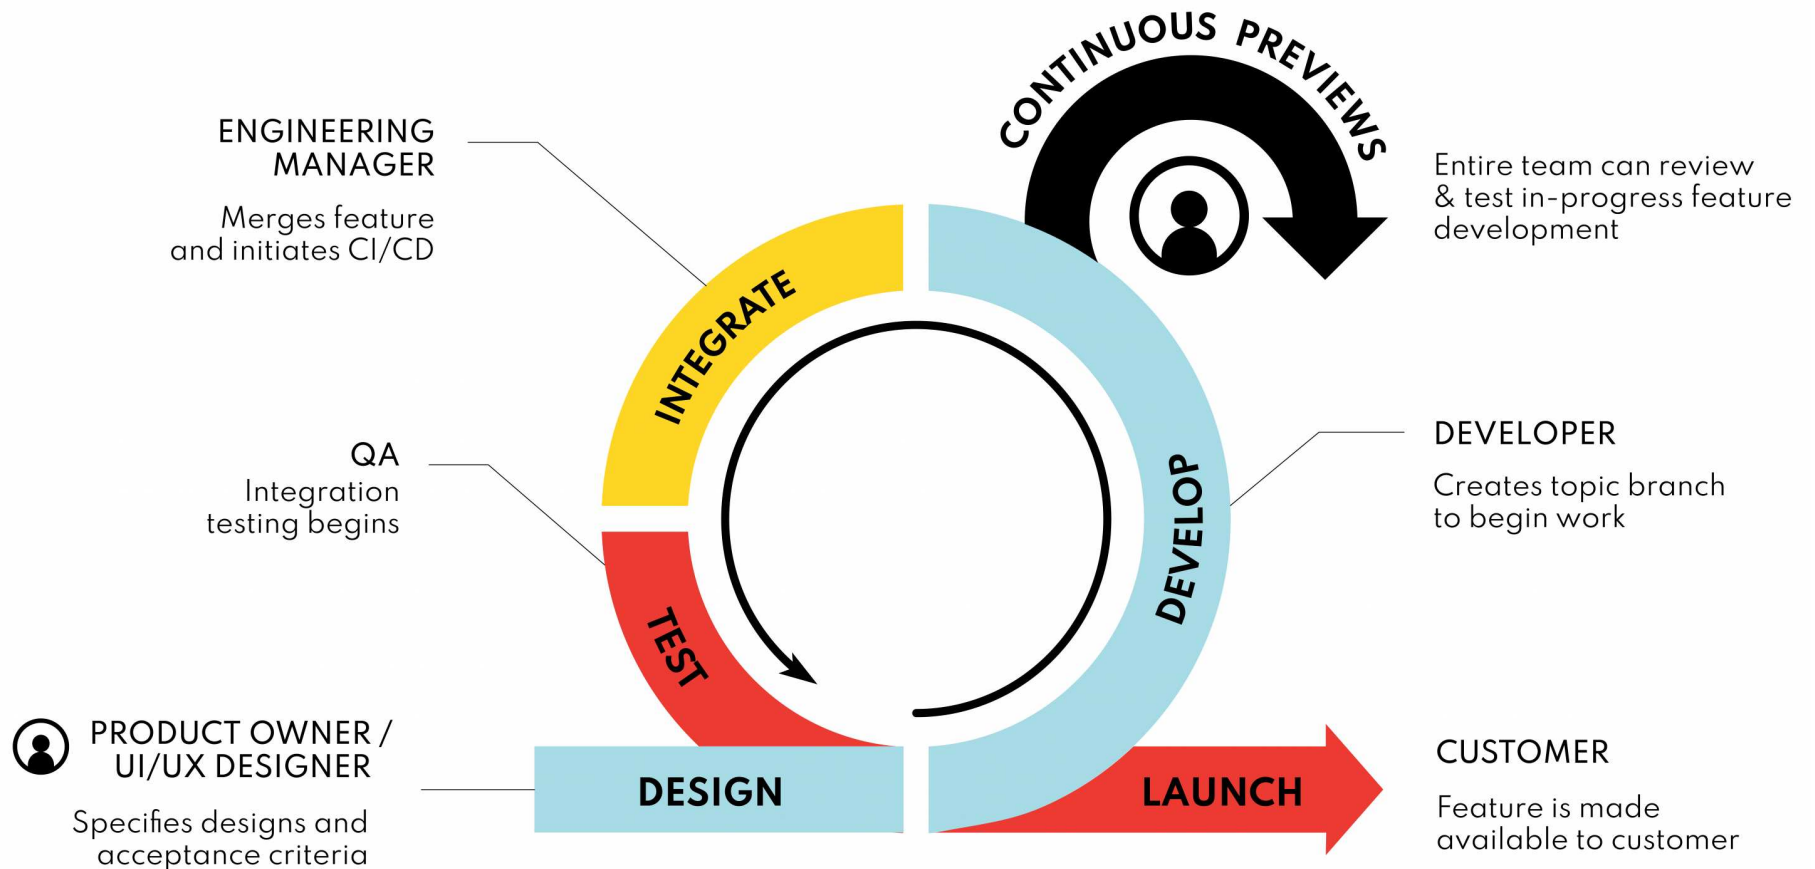 CONTINUOUS PREVIEWS
Entire team can review
& test in-progress feature
development
ENGINEERING
MANAGER
Merges feature
and initiates CI/CD
INTEGRATE
QA
Integration
testing begins
TEST
DEVELOP
DEVELOPER
Creates topic branch
to begin work
PRODUCT OWNER /
UI/UX DESIGNER
Specifies designs and
acceptance criteria
DESIGN
LAUNCH
CUSTOMER
Feature is made
available to customer